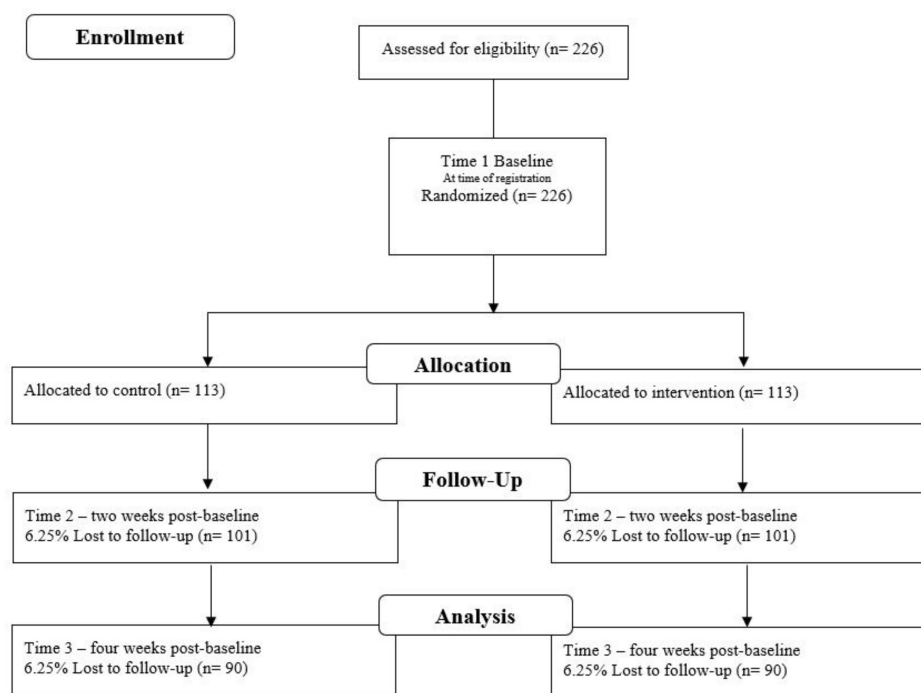 Enrollment
Assessed for eligibility (n= 226)
Time 1 Baseline
At time of registration
Randomized (n= 226)
Allocation
Allocated to control (n= 113)
Allocated to intervention (n= 113)
Follow-Up
Time 2 – two weeks post-baseline
6.25% Lost to follow-up (n= 101)
Time 2 – two weeks post-baseline
6.25% Lost to follow-up (n= 101)
Analysis
Time 3 – four weeks post-baseline
6.25% Lost to follow-up (n= 90)
Time 3 – four weeks post-baseline
6.25% Lost to follow-up (n= 90)